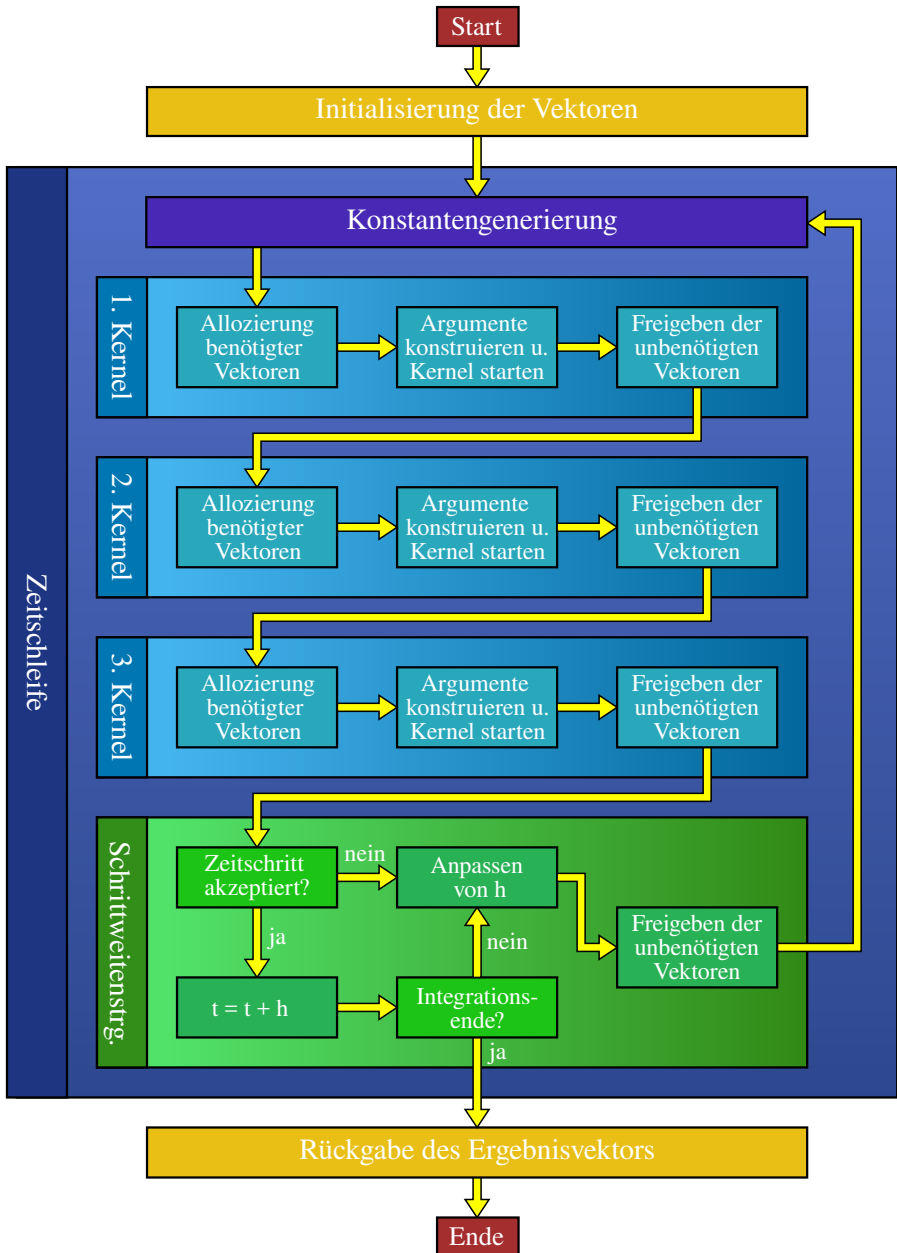 Start
Initialisierung der Vektoren
Zeitschleife
Konstantengenerierung
1. Kernel
Allozierung
benötigter
Vektoren
Argumente
konstruieren u.
Kernel starten
Freigeben der
unbenötigten
Vektoren
2. Kernel
Allozierung
benötigter
Vektoren
Argumente
konstruieren u.
Kernel starten
Freigeben der
unbenötigten
Vektoren
3. Kernel
Allozierung
benötigter
Vektoren
Argumente
konstruieren u.
Kernel starten
Freigeben der
unbenötigten
Vektoren
Schrittweitenstrg.
Zeitschritt
akzeptiert?
nein
Anpassen
von h
ja
nein
Freigeben der
unbenötigten
Vektoren
t = t + h
Integrations-
ende?
ja
Rückgabe des Ergebnisvektors
Ende